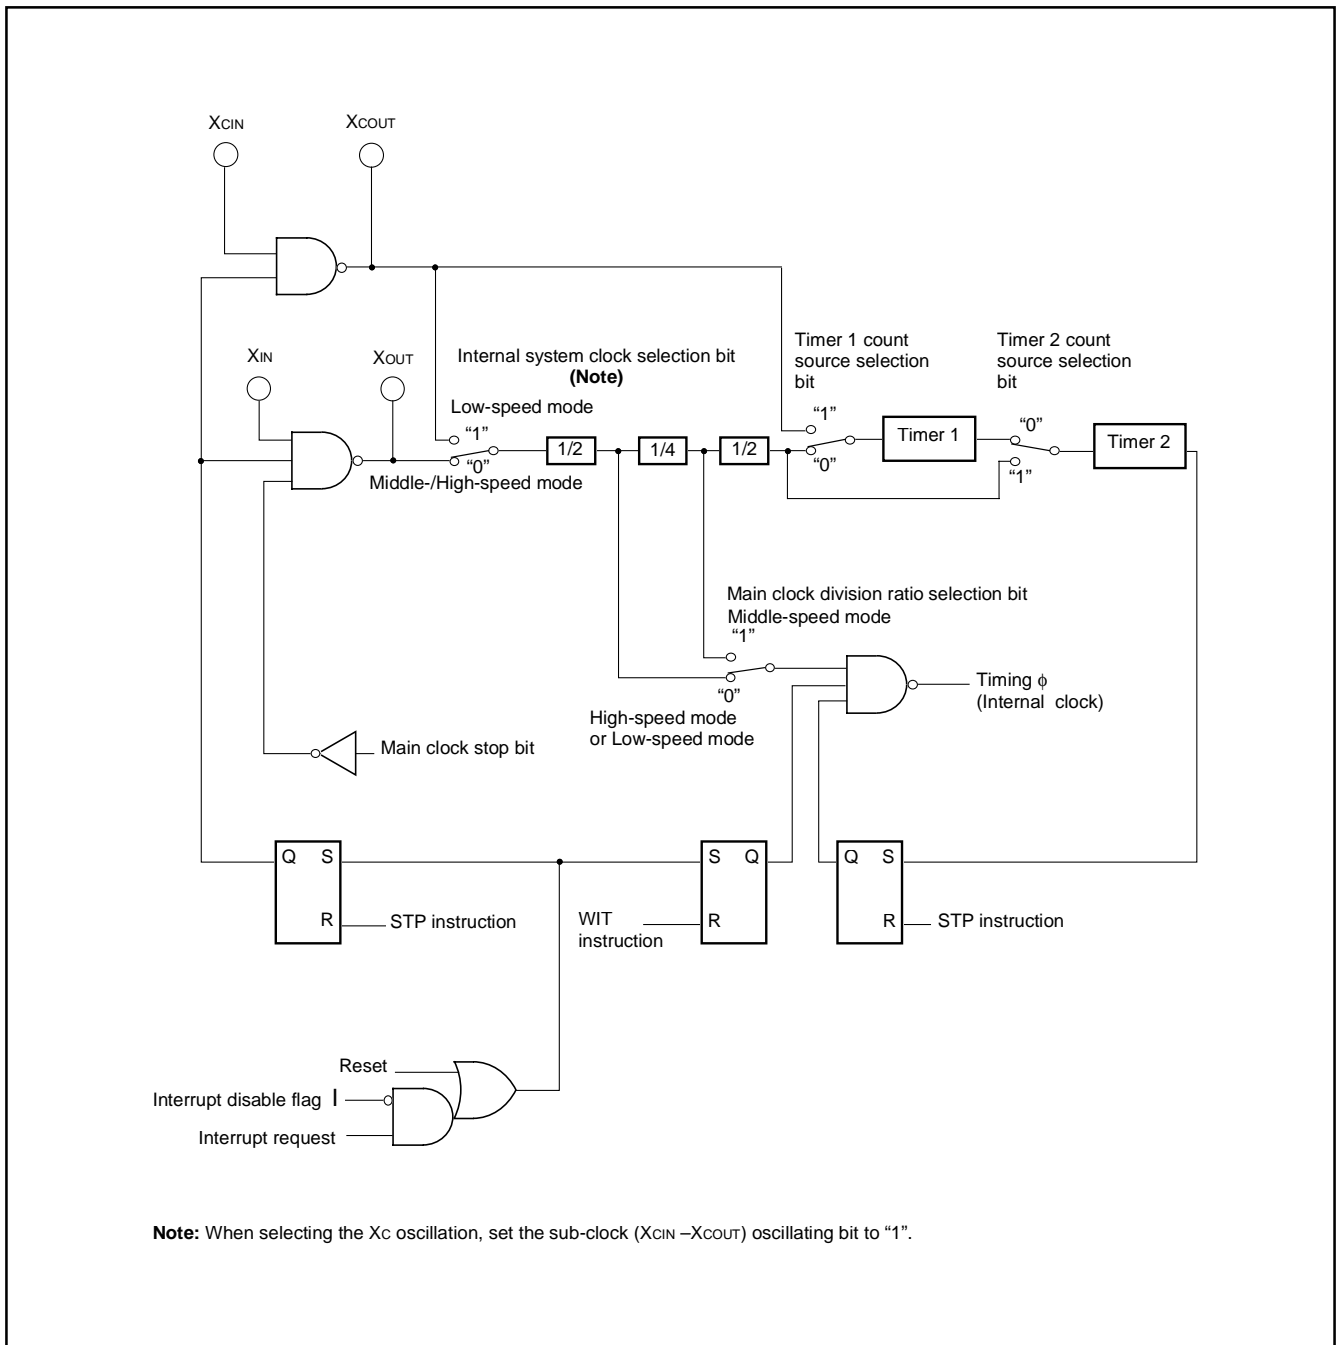 XCIN
XCOUT
XIN
XOUT
Internal system clock selection bit
(Note)
Low-speed mode
“1”
“0”
Middle-/High-speed mode
1/2
1/4
1/2
Timer 1 count
source selection
bit
“1”
“0”
Timer 1
Timer 2 count
source selection
bit
“0”
“1”
Timer 2
Main clock division ratio selection bit
Middle-speed mode
“1”
“0”
High-speed mode
or Low-speed mode
Timing ϕ
(Internal clock)
Main clock stop bit
Q S
R
STP instruction
S Q
R
WIT
instruction
Q S
R
STP instruction
Reset
Interrupt disable flag I
Interrupt request
Note: When selecting the XC oscillation, set the sub-clock (XCIN –XCOUT) oscillating bit to “1”.